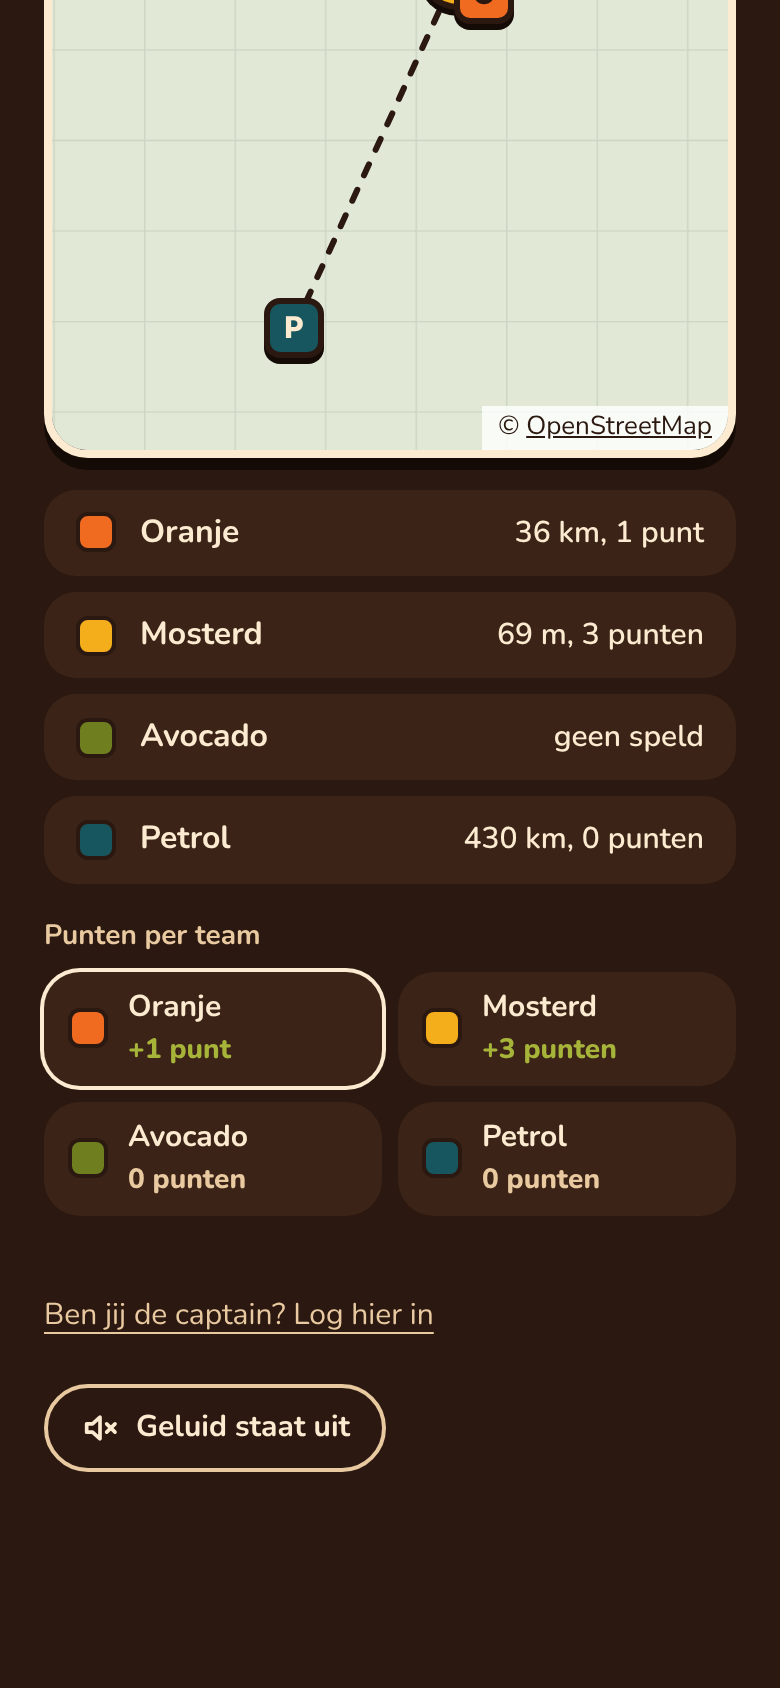 P
© OpenStreetMap
Oranje 36 km, 1 punt
Mosterd 69 m, 3 punten
Avocado geen speld
Petrol 430 km, 0 punten
Punten per team
Oranje
+1 punt
Mosterd
+3 punten
Avocado
0 punten
Petrol
0 punten
Ben jij de captain? Log hier in
Geluid staat uit